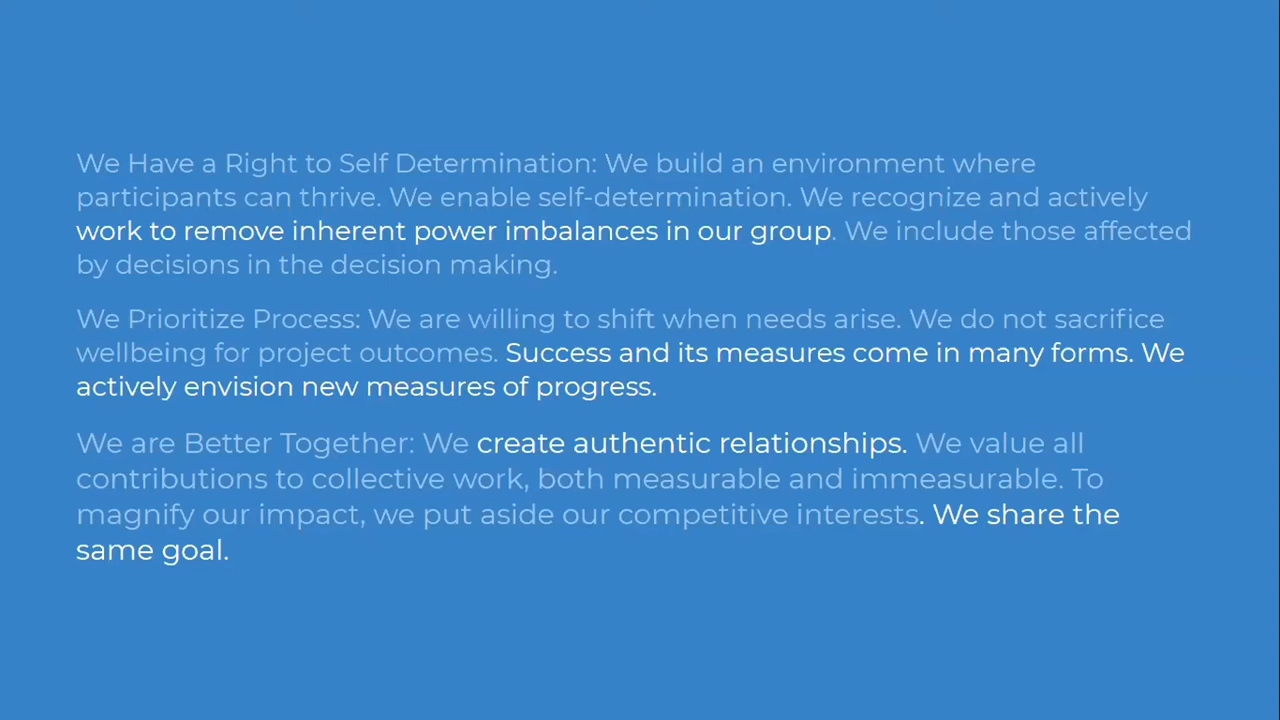 We Have a Right to Self Determination: We build an environment where
participants can thrive. We enable self-determination. We recognize and actively
work to remove inherent power imbalances in our group. We include those affected
by decisions in the decision making.
We Prioritize Process: We are willing to shift when needs arise. We do not sacrifice
wellbeing for project outcomes. Success and its measures come in many forms. We
actively envision new measures of progress.
We are Better Together: We create authentic relationships. We value all
contributions to collective work, both measurable and immeasurable. To
magnify our impact, we put aside our competitive interests. We share the
same goal.